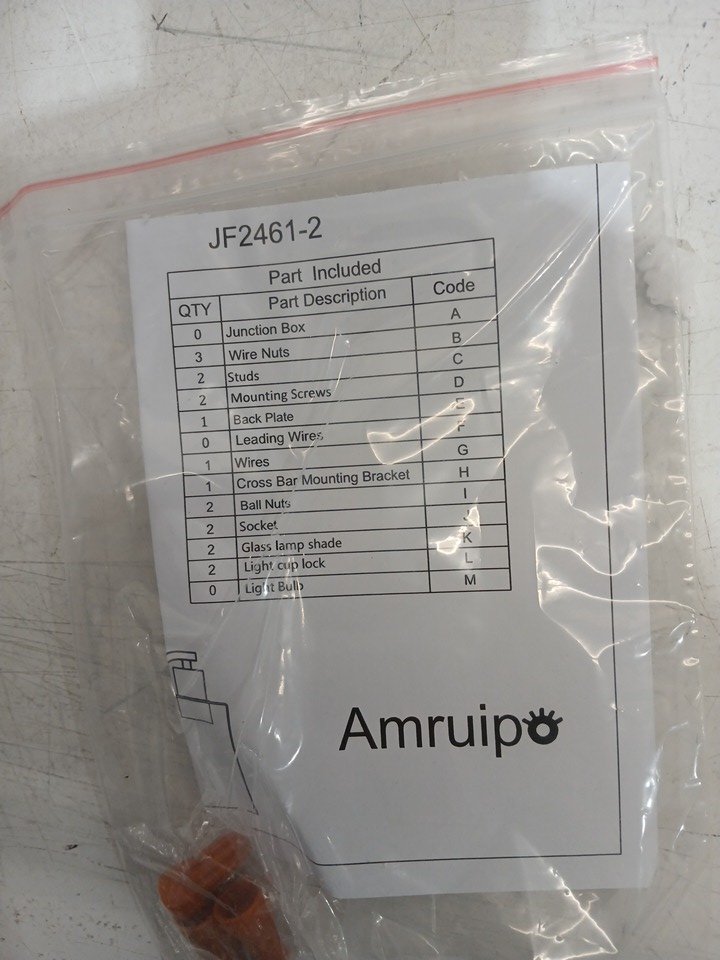 JF2461-2
Part Included
QTY Part Description Code
0 Junction Box A
3 Wire Nuts B
2 Studs C
2 Mounting Screws D
1 Back Plate E
0 Leading Wires F
1 Wires G
1 Cross Bar Mounting Bracket H
2 Ball Nuts I
2 Socket
2 Glass lamp shade K
2 Light cup lock L
0 Light Bulb M
Amruipo